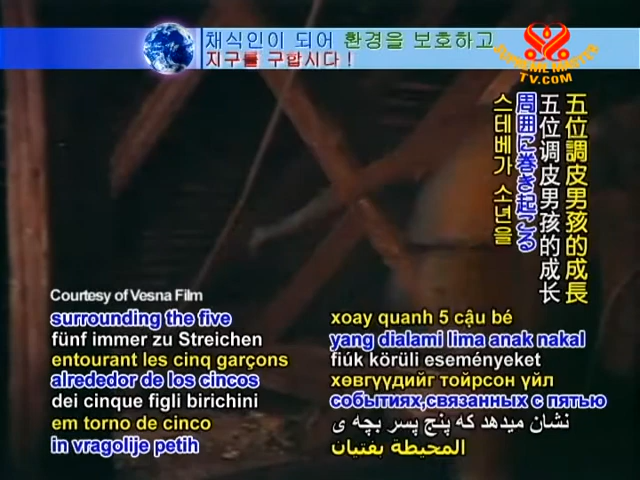 채식인이 되어 환경을 보호하고
지구를 구합시다!
SUPREME MASTER
TV.COM
五位調皮男孩的成長
五位调皮男孩的成长
周囲に巻き起こる
스테베가 소년을
Courtesy of Vesna Film
surrounding the five
fünf immer zu Streichen
entourant les cinq garçons
alrededor de los cincos
dei cinque figli birichini
em torno de cinco
in vragolije petih
xoay quanh 5 cậu bé
yang dialami lima anak nakal
fiúk körüli eseményeket
хөвгүүдийг тойрсон үйл
событиях,связанных с пятью
نشان میدهد که پنج پسر بچه ی
المحيطة بفتيان